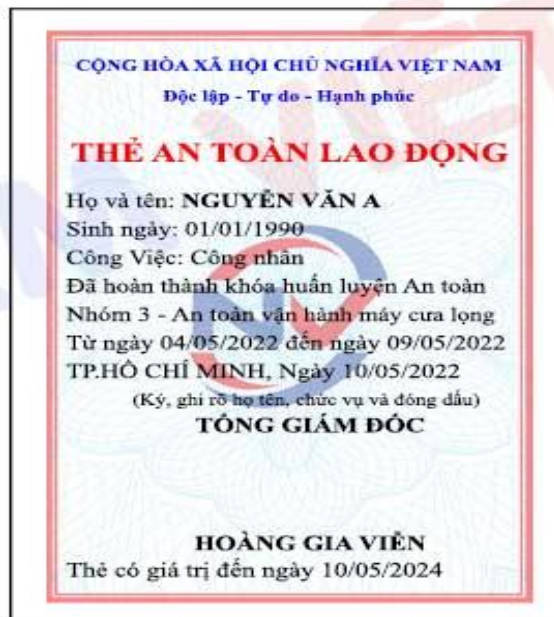 CỘNG HÒA XÃ HỘI CHỦ NGHĨA VIỆT NAM
Độc lập - Tự do - Hạnh phúc
THẺ AN TOÀN LAO ĐỘNG
Họ và tên: NGUYỄN VĂN A
Sinh ngày: 01/01/1990
Công Việc: Công nhân
Đã hoàn thành khóa huấn luyện An toàn
Nhóm 3 - An toàn vận hành máy cưa lọng
Từ ngày 04/05/2022 đến ngày 09/05/2022
TP.HỒ CHÍ MINH, Ngày 10/05/2022
(Ký, ghi rõ họ tên, chức vụ và đóng dấu)
TỔNG GIÁM ĐỐC
HOÀNG GIA VIÊN
Thẻ có giá trị đến ngày 10/05/2024